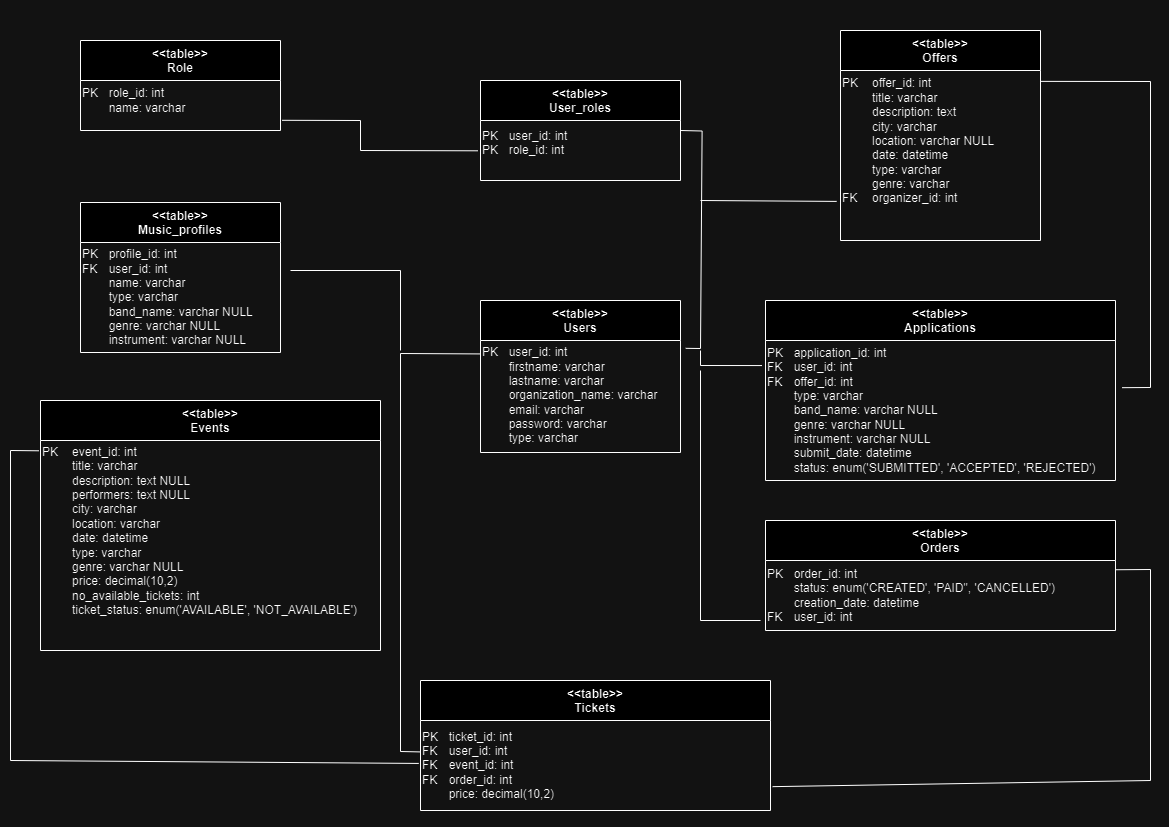 <<table>>
Role
PK role_id: int
name: varchar
<<table>>
User_roles
PK user_id: int
PK role_id: int
<<table>>
Offers
PK offer_id: int
title: varchar
description: text
city: varchar
location: varchar NULL
date: datetime
type: varchar
genre: varchar
FK organizer_id: int
<<table>>
Music_profiles
PK profile_id: int
FK user_id: int
name: varchar
type: varchar
band_name: varchar NULL
genre: varchar NULL
instrument: varchar NULL
<<table>>
Users
PK user_id: int
firstname: varchar
lastname: varchar
organization_name: varchar
email: varchar
password: varchar
type: varchar
<<table>>
Applications
PK application_id: int
FK user_id: int
FK offer_id: int
type: varchar
band_name: varchar NULL
genre: varchar NULL
instrument: varchar NULL
submit_date: datetime
status: enum('SUBMITTED', 'ACCEPTED', 'REJECTED')
<<table>>
Events
PK event_id: int
title: varchar
description: text NULL
performers: text NULL
city: varchar
location: varchar
date: datetime
type: varchar
genre: varchar NULL
price: decimal(10,2)
no_available_tickets: int
ticket_status: enum('AVAILABLE', 'NOT_AVAILABLE')
<<table>>
Orders
PK order_id: int
status: enum('CREATED', 'PAID", 'CANCELLED')
creation_date: datetime
FK user_id: int
<<table>>
Tickets
PK ticket_id: int
FK user_id: int
FK event_id: int
FK order_id: int
price: decimal(10,2)